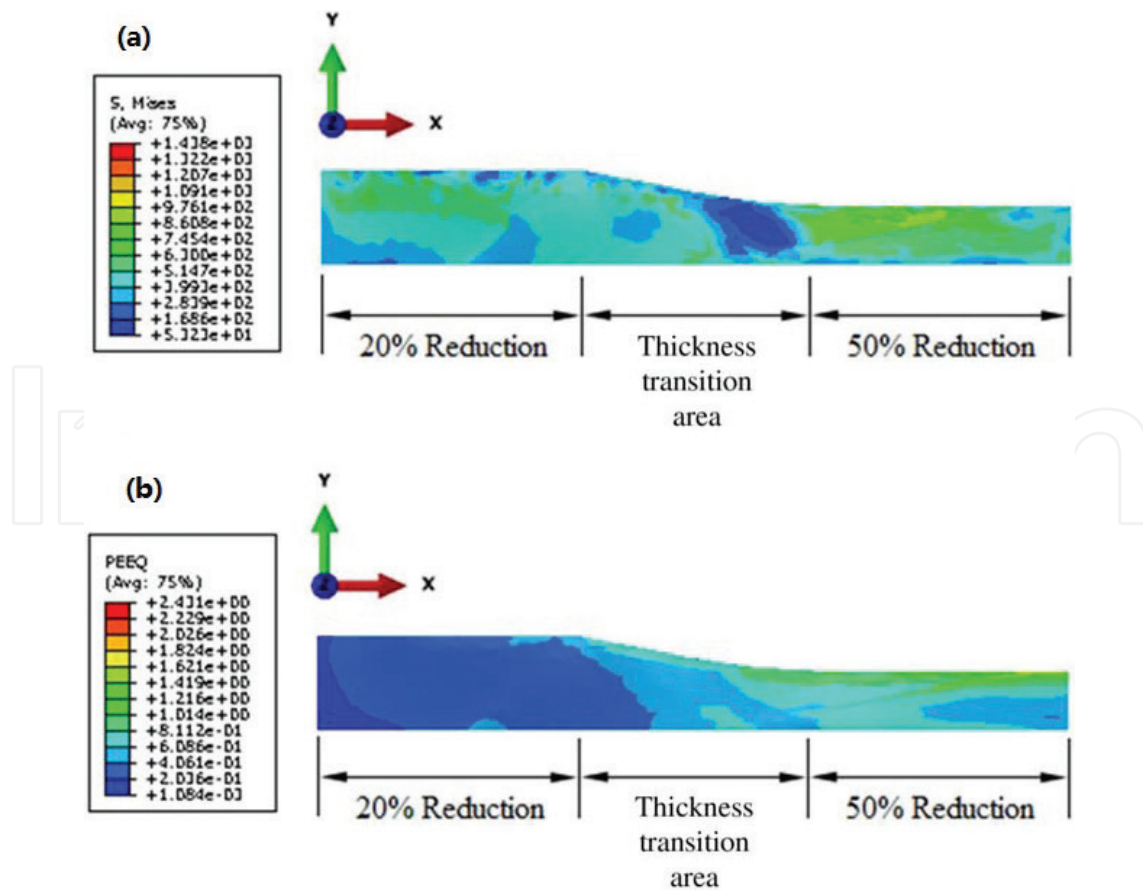 (a)
Y
X
Z
S, Mises
(Avg: 75%)
+1.438e+03
+1.322e+03
+1.207e+03
+1.091e+03
+9.761e+02
+8.608e+02
+7.454e+02
+6.300e+02
+5.147e+02
+3.993e+02
+2.839e+02
+1.686e+02
+5.323e+01
20% Reduction
Thickness
transition
area
50% Reduction
(b)
Y
X
Z
PEEQ
(Avg: 75%)
+2.431e+00
+2.229e+00
+2.026e+00
+1.824e+00
+1.621e+00
+1.419e+00
+1.216e+00
+1.014e+00
+8.112e-01
+6.086e-01
+4.061e-01
+2.036e-01
+1.084e-03
20% Reduction
Thickness
transition
area
50% Reduction